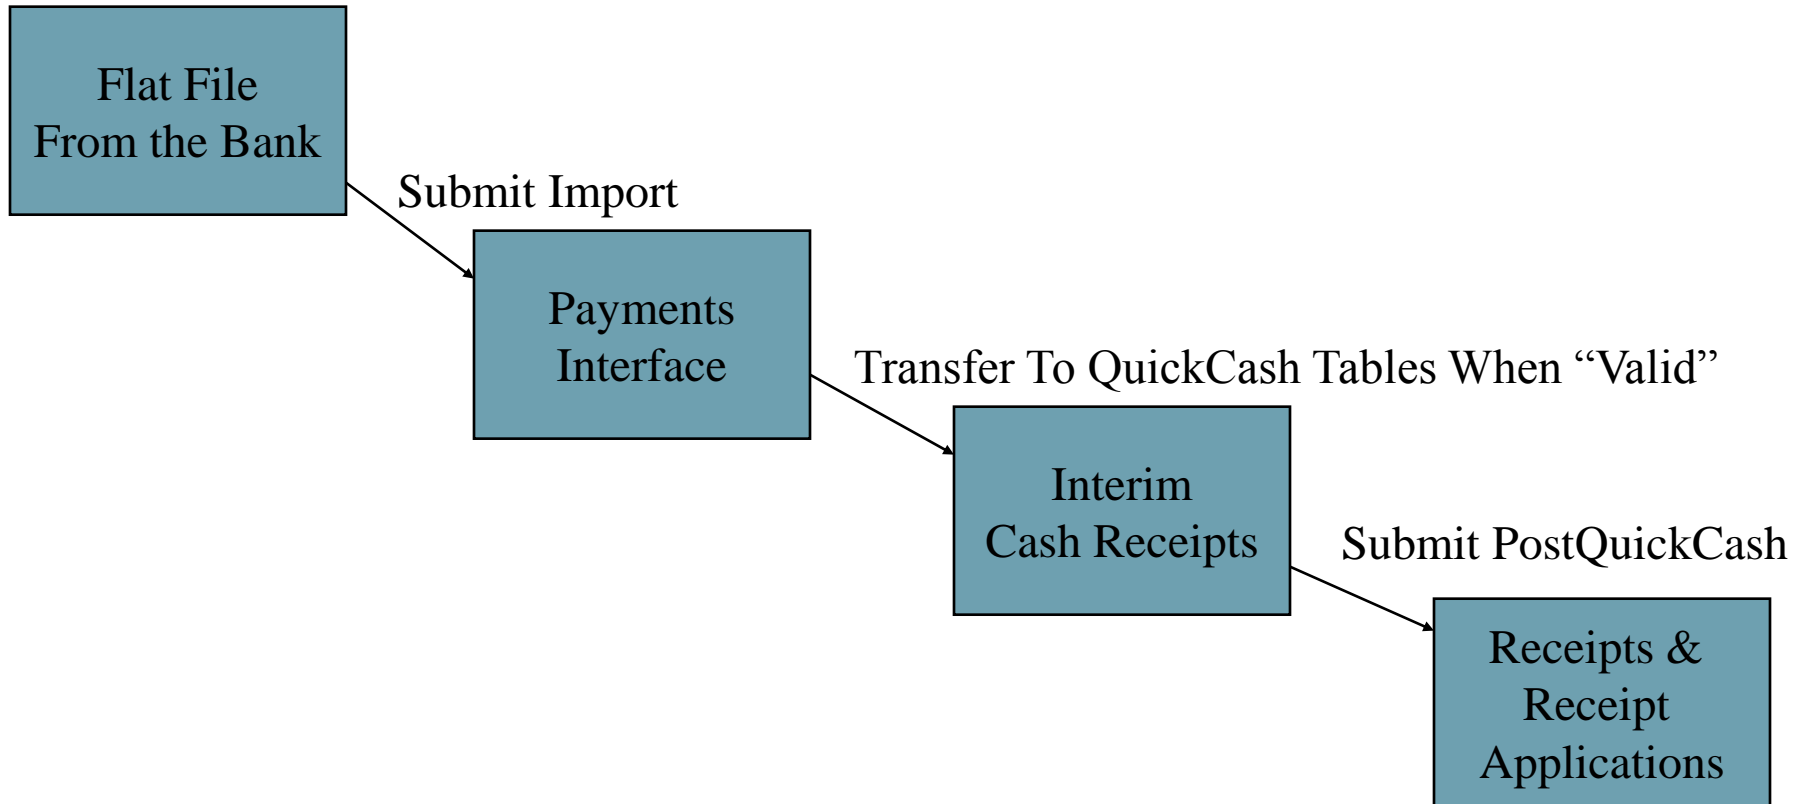 Flat File
From the Bank
Submit Import
Payments
Interface
Transfer To QuickCash Tables When “Valid”
Interim
Cash Receipts
Submit PostQuickCash
Receipts &
Receipt
Applications